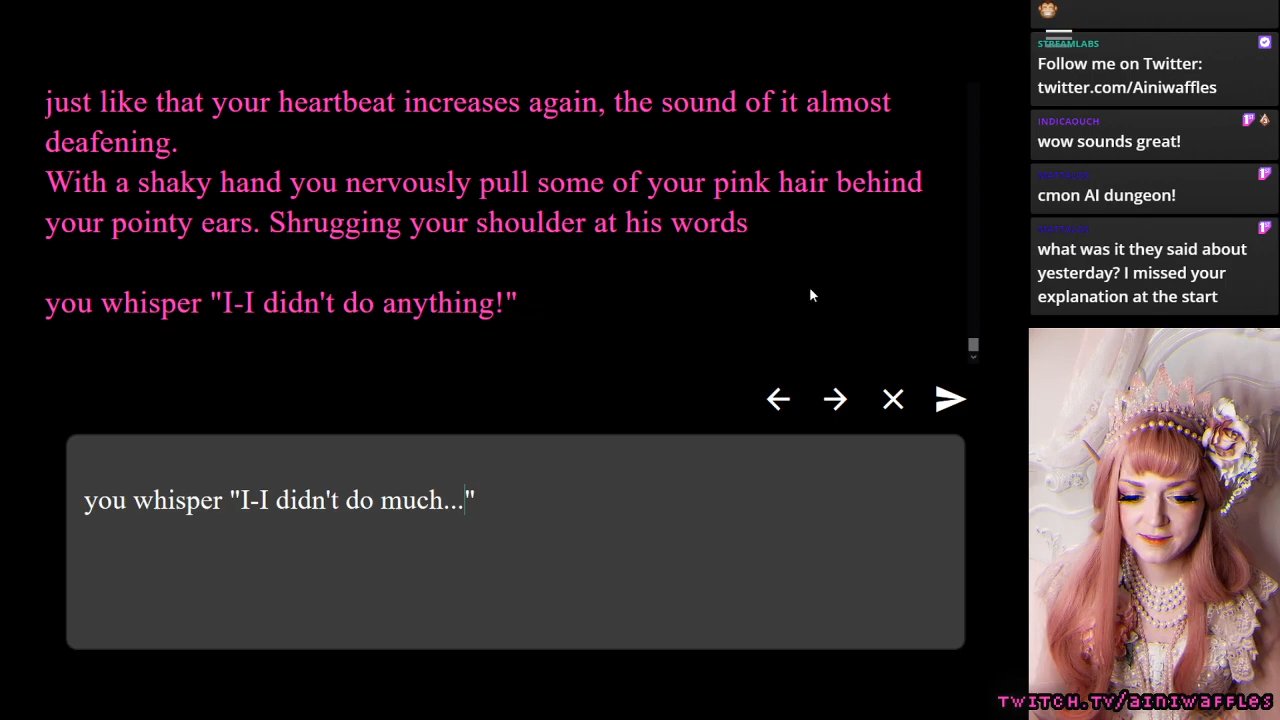 just like that your heartbeat increases again, the sound of it almost
deafening.
With a shaky hand you nervously pull some of your pink hair behind
your pointy ears. Shrugging your shoulder at his words
you whisper "I-I didn't do anything!"
you whisper "I-I didn't do much..."
STREAMLABS
Follow me on Twitter:
twitter.com/Ainiwaffles
INDICAOUCH
wow sounds great!
cmon AI dungeon!
what was it they said about
yesterday? I missed your
explanation at the start
TWITCH.TV/AINIWAFFLES